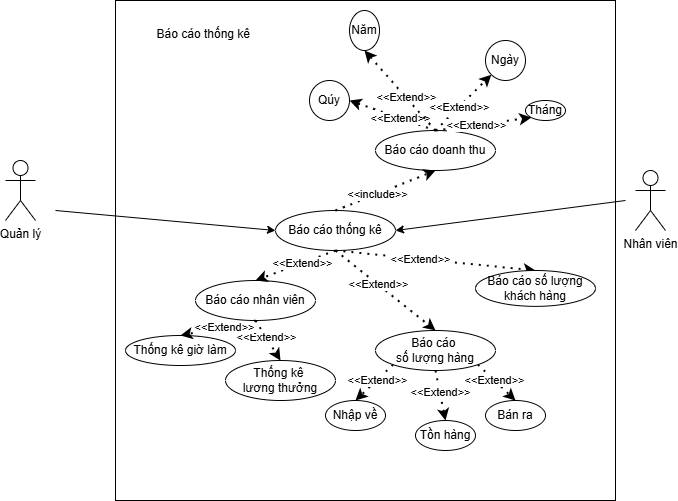 Báo cáo thống kê
Năm
Ngày
Qúy
<<Extend>>
<<Extend>>
Tháng
<<Extend>>
<<Extend>>
Báo cáo doanh thu
<<include>>
Quản lý
Báo cáo thống kê
Nhân viên
<<Extend>>
<<Extend>>
<<Extend>>
Báo cáo nhân viên
Báo cáo số lượng
khách hàng
<<Extend>>
<<Extend>>
Thống kê giờ làm
Báo cáo
số lượng hàng
Thống kê
lương thưởng
<<Extend>>
<<Extend>>
<<Extend>>
Nhập về
Tồn hàng
Bán ra